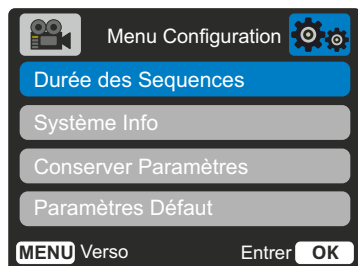 Menu Configuration
Durée des Sequences
Système Info
Conserver Paramètres
Paramètres Défaut
MENU Verso Entrer OK